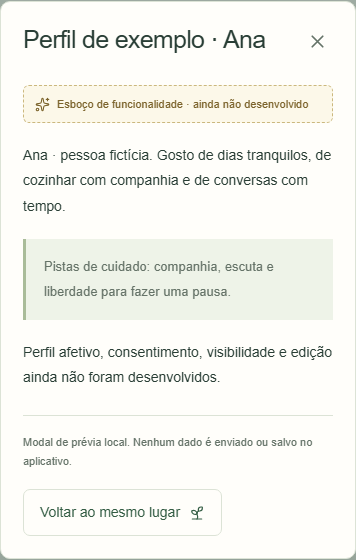 Perfil de exemplo · Ana
Esboço de funcionalidade · ainda não desenvolvido
Ana · pessoa fictícia. Gosto de dias tranquilos, de
cozinhar com companhia e de conversas com
tempo.
Pistas de cuidado: companhia, escuta e
liberdade para fazer uma pausa.
Perfil afetivo, consentimento, visibilidade e edição
ainda não foram desenvolvidos.
Modal de prévia local. Nenhum dado é enviado ou salvo no
aplicativo.
Voltar ao mesmo lugar